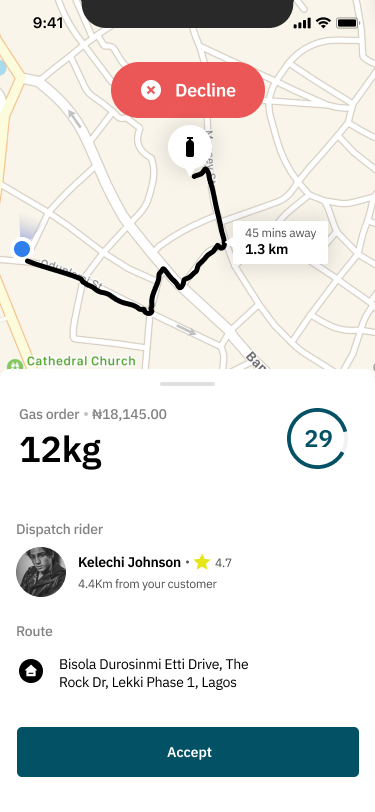 9:41
Decline
45 mins away
1.3 km
Odunlami St
Cathedral Church
Gas order • ₦18,145.00
12kg
29
Dispatch rider
Kelechi Johnson • 4.7
4.4Km from your customer
Route
Bisola Durosinmi Etti Drive, The
Rock Dr, Lekki Phase 1, Lagos
Accept